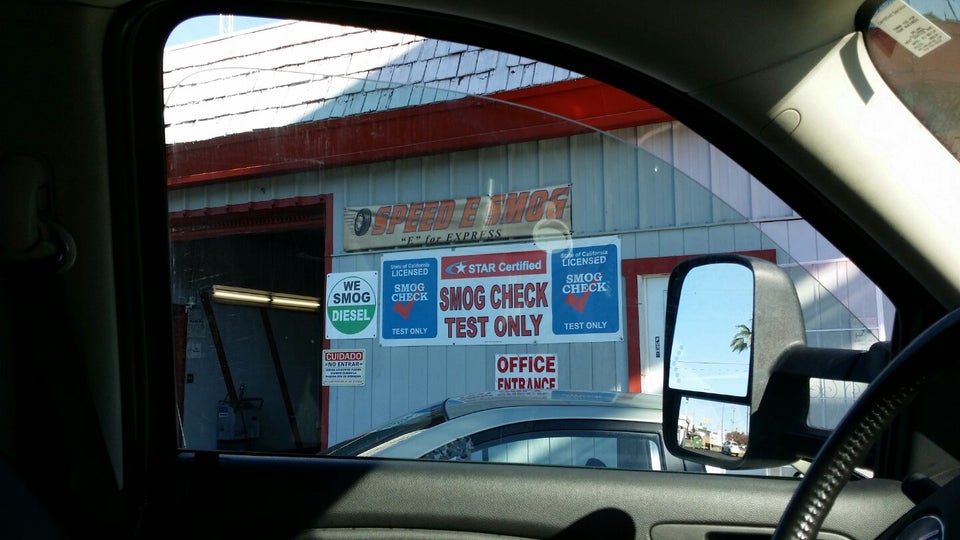 SPEED E SMOG
"E" for EXPRESS
WE
SMOG
DIESEL
State of California
LICENSED
SMOG
CHECK
TEST ONLY
STAR Certified
SMOG CHECK
TEST ONLY
State of California
LICENSED
SMOG
CHECK
TEST ONLY
CUIDADO
NO ENTRAR
OFFICE
ENTRANCE